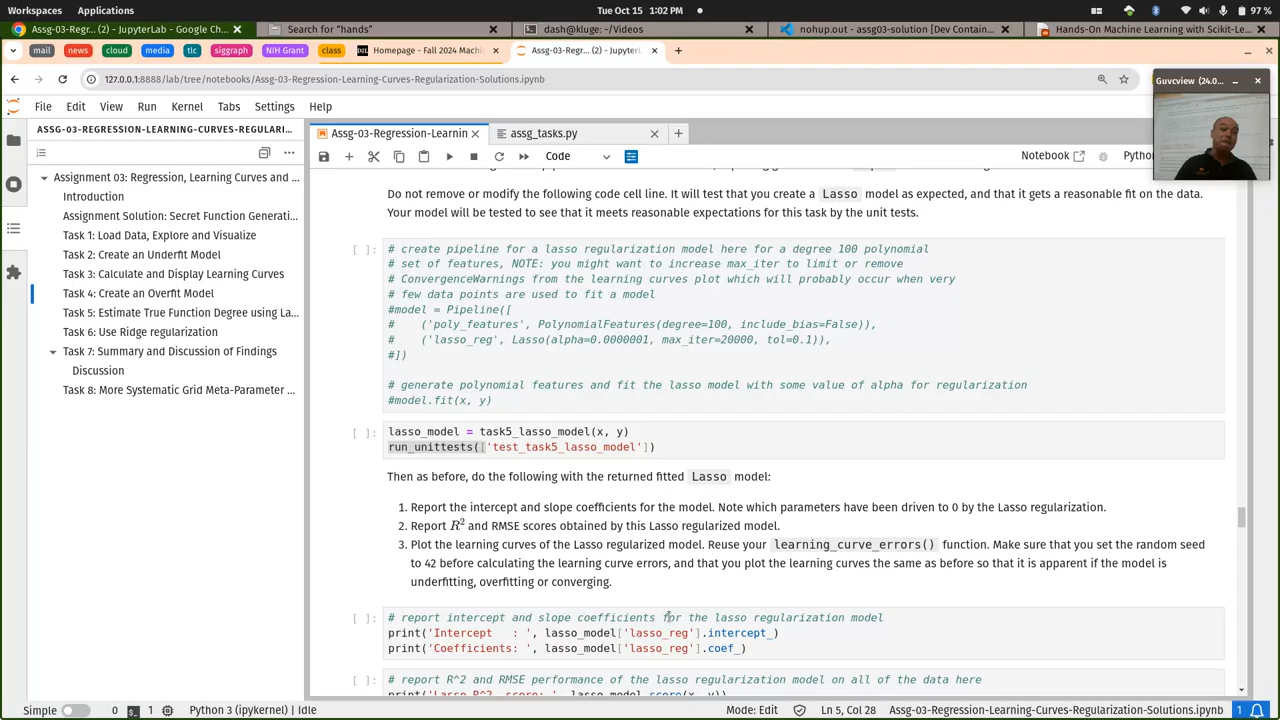 Workspaces Applications Tue Oct 15 1:02 PM 97 %
Assg-03-Regr... (2) - JupyterLab - Google Ch... Search for "hands" dash@kluge: ~/Videos nohup.out - assg03-solution [Dev Contain... Hands-On Machine Learning with Scikit-Le...
mail news cloud media tlc siggraph NIH Grant class Homepage - Fall 2024 Machi Assg-03-Regr... (2) - JupyterL
127.0.0.1:8888/lab/tree/notebooks/Assg-03-Regression-Learning-Curves-Regularization-Solutions.ipynb
Guvcview (24.0...
File Edit View Run Kernel Tabs Settings Help
ASSG-03-REGRESSION-LEARNING-CURVES-REGULARI...
Assignment 03: Regression, Learning Curves and ...
Introduction
Assignment Solution: Secret Function Generati...
Task 1: Load Data, Explore and Visualize
Task 2: Create an Underfit Model
Task 3: Calculate and Display Learning Curves
Task 4: Create an Overfit Model
Task 5: Estimate True Function Degree using La...
Task 6: Use Ridge regularization
Task 7: Summary and Discussion of Findings
Discussion
Task 8: More Systematic Grid Meta-Parameter ...
Assg-03-Regression-Learnin assg_tasks.py
Code Notebook Python
Do not remove or modify the following code cell line. It will test that you create a Lasso model as expected, and that it gets a reasonable fit on the data.
Your model will be tested to see that it meets reasonable expectations for this task by the unit tests.
[ ]: # create pipeline for a lasso regularization model here for a degree 100 polynomial
# set of features, NOTE: you might want to increase max_iter to limit or remove
# ConvergenceWarnings from the learning curves plot which will probably occur when very
# few data points are used to fit a model
#model = Pipeline([
#    ('poly_features', PolynomialFeatures(degree=100, include_bias=False)),
#    ('lasso_reg', Lasso(alpha=0.0000001, max_iter=20000, tol=0.1)),
#])
# generate polynomial features and fit the lasso model with some value of alpha for regularization
#model.fit(x, y)
[ ]: lasso_model = task5_lasso_model(x, y)
run_unittests(['test_task5_lasso_model'])
Then as before, do the following with the returned fitted Lasso model:
1. Report the intercept and slope coefficients for the model. Note which parameters have been driven to 0 by the Lasso regularization.
2. Report R² and RMSE scores obtained by this Lasso regularized model.
3. Plot the learning curves of the Lasso regularized model. Reuse your learning_curve_errors() function. Make sure that you set the random seed
to 42 before calculating the learning curve errors, and that you plot the learning curves the same as before so that it is apparent if the model is
underfitting, overfitting or converging.
[ ]: # report intercept and slope coefficients for the lasso regularization model
print('Intercept   : ', lasso_model['lasso_reg'].intercept_)
print('Coefficients: ', lasso_model['lasso_reg'].coef_)
[ ]: # report R^2 and RMSE performance of the lasso regularization model on all of the data here
print('Lasso R^2  score: ', lasso_model.score(x, y))
Simple 0 1 Python 3 (ipykernel) | Idle Mode: Edit Ln 5, Col 28 Assg-03-Regression-Learning-Curves-Regularization-Solutions.ipynb 1